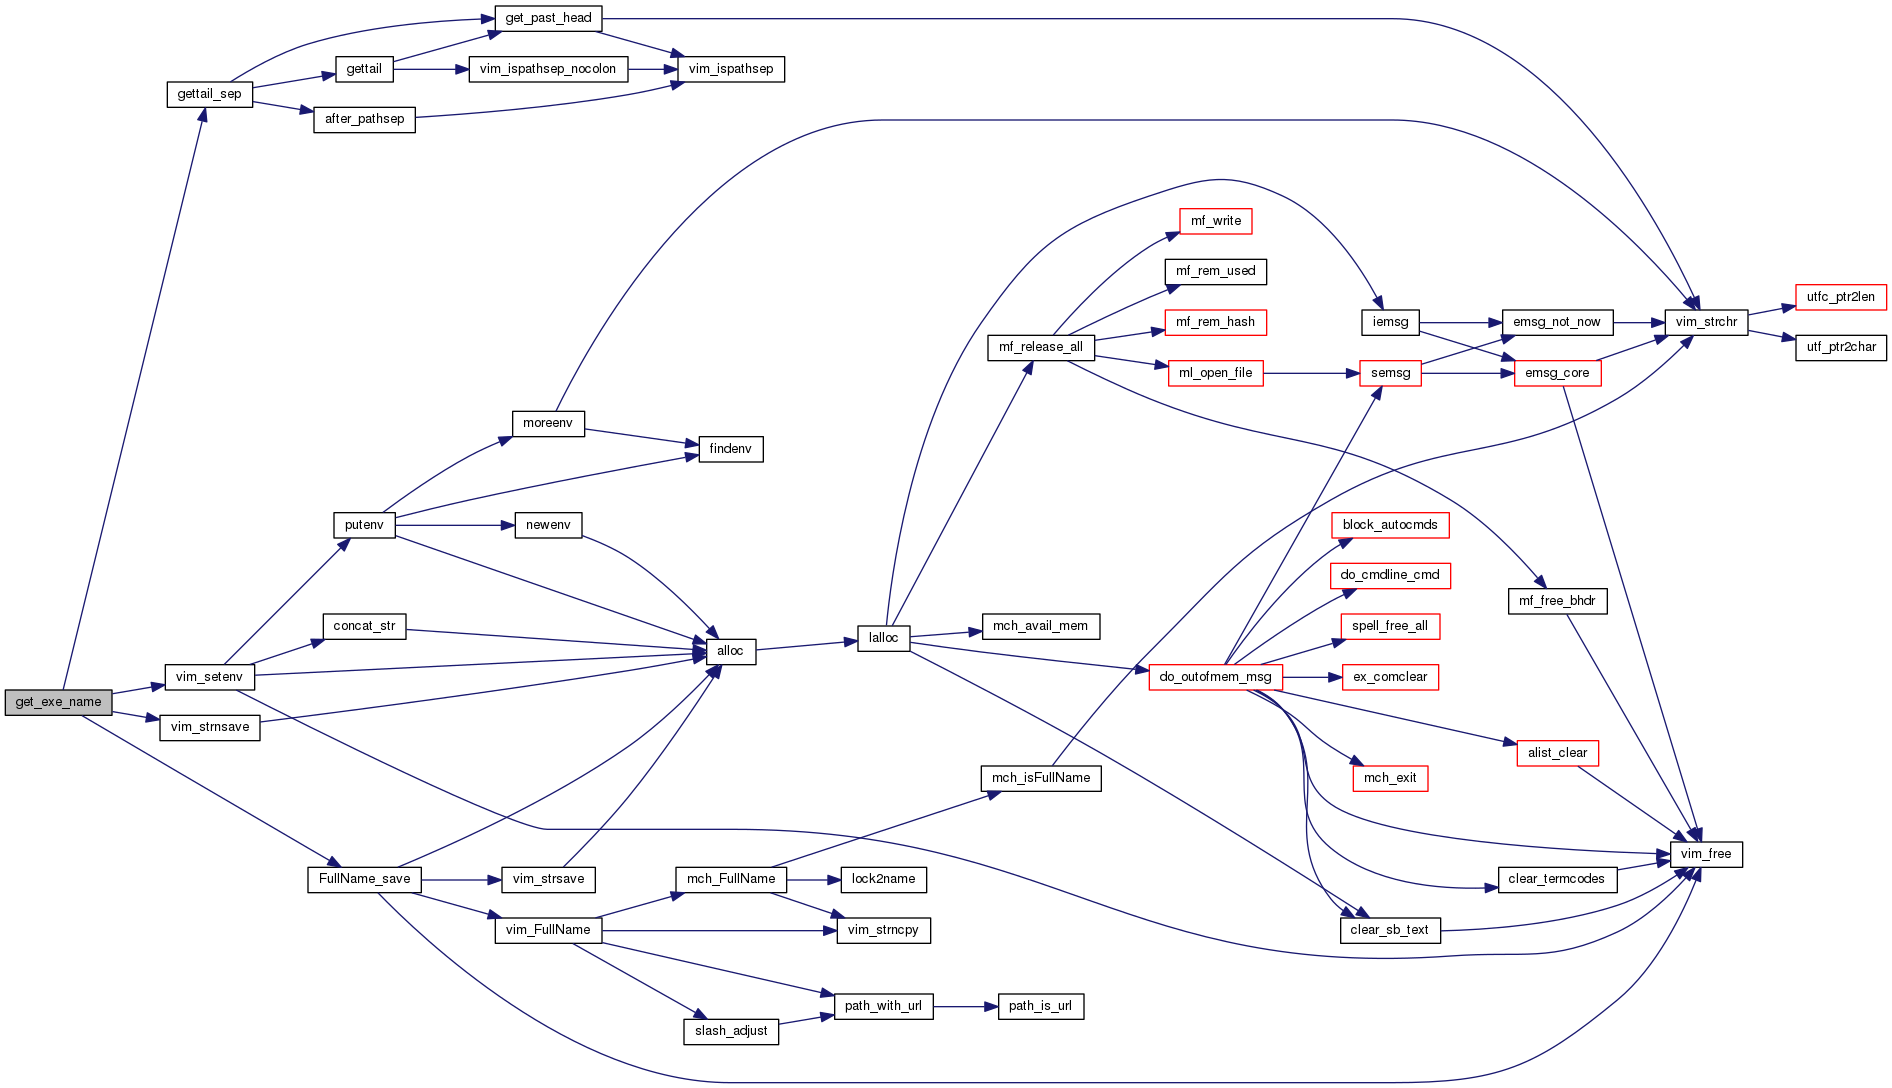 get_past_head
gettail
vim_ispathsep_nocolon
vim_ispathsep
gettail_sep
after_pathsep
mf_write
mf_rem_used
utfc_ptr2len
mf_rem_hash
iemsg
emsg_not_now
vim_strchr
mf_release_all
utf_ptr2char
ml_open_file
semsg
emsg_core
moreenv
findenv
putenv
newenv
block_autocmds
do_cmdline_cmd
mf_free_bhdr
concat_str
alloc
lalloc
mch_avail_mem
spell_free_all
vim_setenv
do_outofmem_msg
ex_comclear
get_exe_name
vim_strnsave
alist_clear
mch_isFullName
mch_exit
vim_free
FullName_save
vim_strsave
mch_FullName
lock2name
clear_termcodes
vim_FullName
vim_strncpy
clear_sb_text
path_with_url
path_is_url
slash_adjust